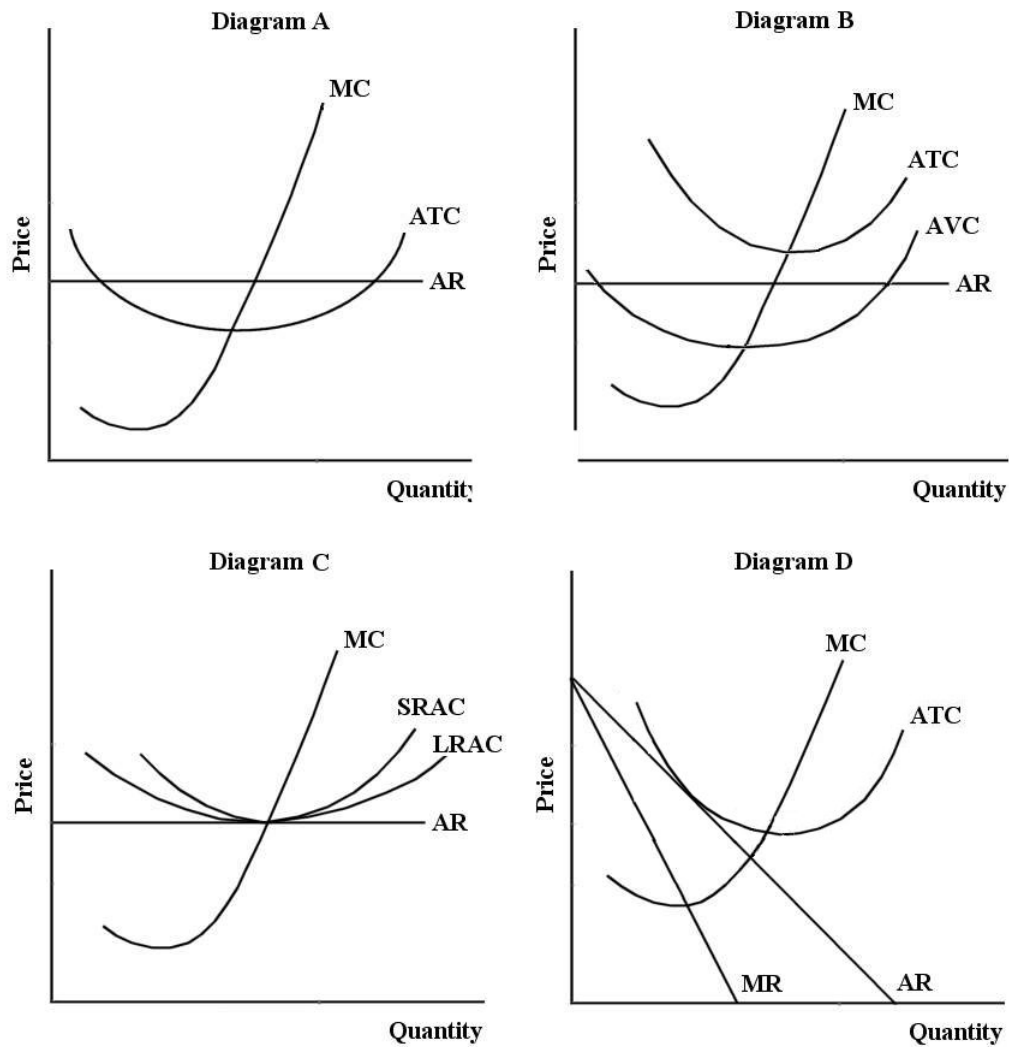 Diagram A
MC
ATC
AR
Price
Quantity
Diagram B
MC
ATC
AVC
AR
Price
Quantity
Diagram C
MC
SRAC
LRAC
AR
Price
Quantity
Diagram D
MC
ATC
Price
MR
AR
Quantity